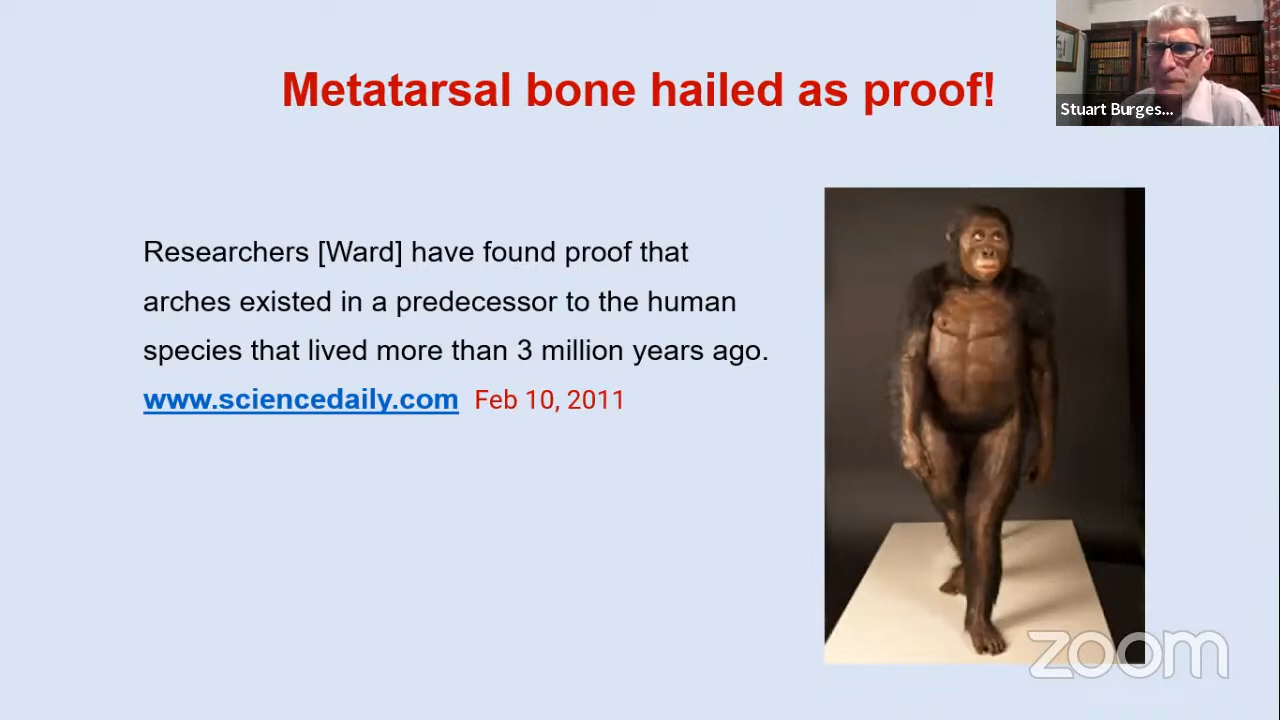 Metatarsal bone hailed as proof!
Stuart Burges...
Researchers [Ward] have found proof that
arches existed in a predecessor to the human
species that lived more than 3 million years ago.
www.sciencedaily.com Feb 10, 2011
zoom